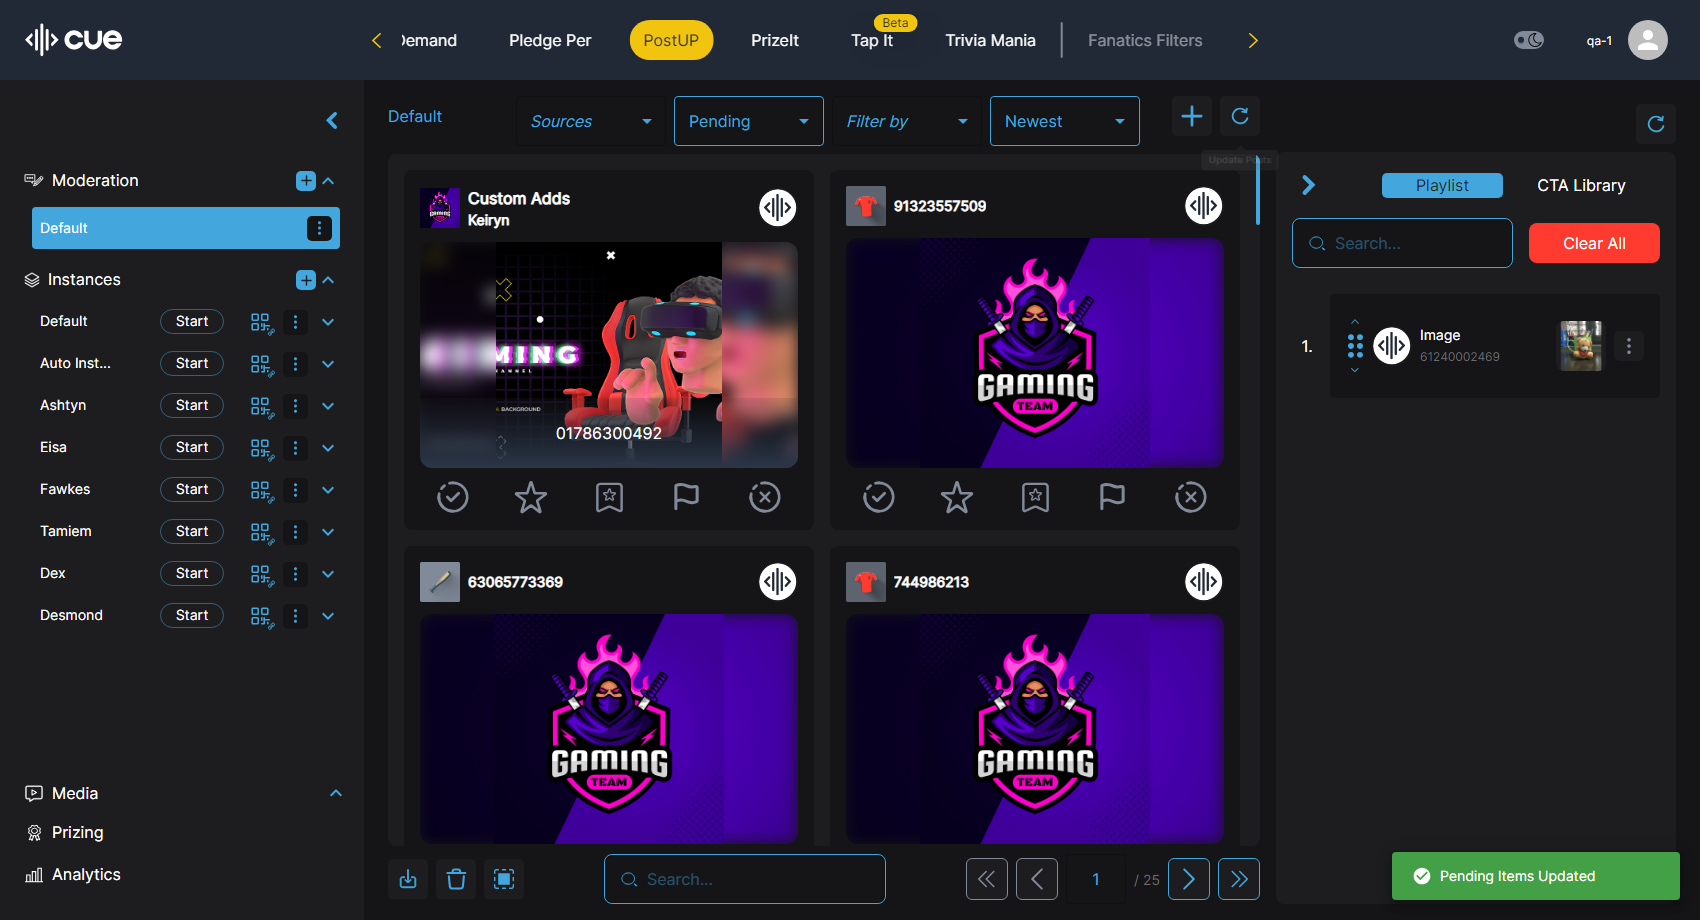 cue
Demand
Pledge Per
PostUP
PrizeIt
Beta
Tap It
Trivia Mania
Fanatics Filters
qa-1
Default
Sources
Pending
Filter by
Newest
Update Posts
Moderation
Default
Instances
Default
Start
Auto Inst...
Start
Ashtyn
Start
Eisa
Start
Fawkes
Start
Tamiem
Start
Dex
Start
Desmond
Start
Media
Prizing
Analytics
Custom Adds
Keiryn
BACKGROUND
01786300492
91323557509
GAMING
TEAM
63065773369
GAMING
TEAM
744986213
GAMING
TEAM
Search...
1
/ 25
Playlist
CTA Library
Search...
Clear All
1.
Image
61240002469
Pending Items Updated